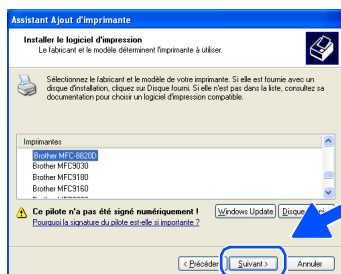 Assistant Ajout d'imprimante
Installer le logiciel d'impression
Le fabricant et le modèle déterminent l'imprimante à utiliser.
Sélectionnez le fabricant et le modèle de votre imprimante. Si elle est fournie avec un
disque d'installation, cliquez sur Disque fourni. Si elle n'est pas dans la liste, consultez sa
documentation pour choisir un logiciel d'impression compatible.
Imprimantes
Brother MFC-8820D
Brother MFC9030
Brother MFC9180
Brother MFC9160
Ce pilote n'a pas été signé numériquement !
Windows Update
Pourquoi la signature du pilote est-elle si importante ?
< Précédent
Suivant >
Annuler